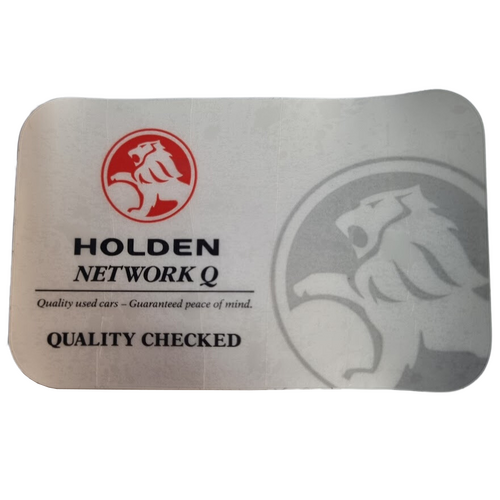 HOLDEN
NETWORK Q
Quality used cars – Guaranteed peace of mind.
QUALITY CHECKED